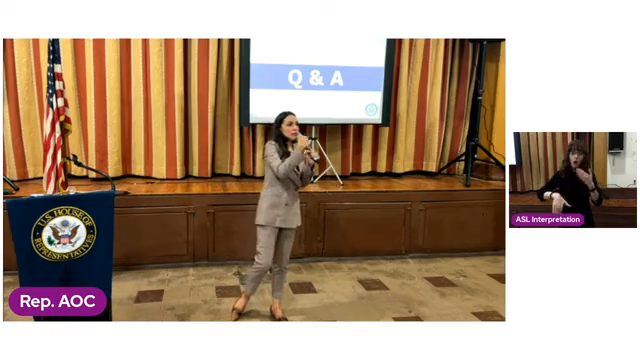 Q & A
U.S. HOUSE OF
REPRESENTATIVES
Rep. AOC
ASL Interpretation